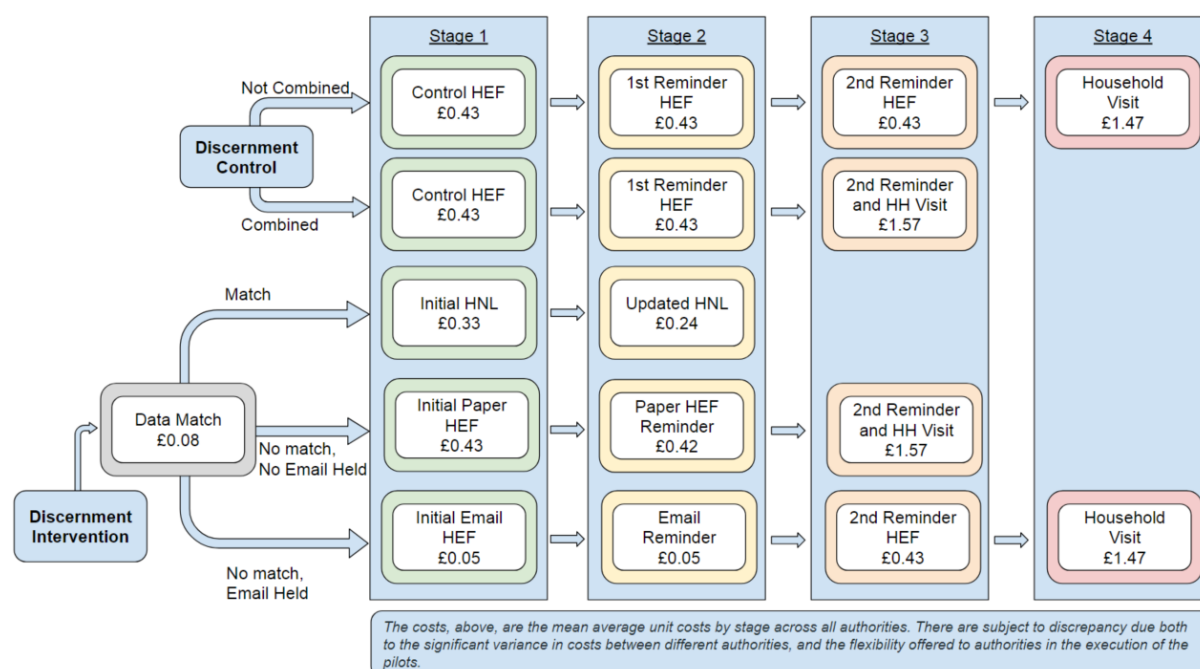 Stage 1
Stage 2
Stage 3
Stage 4
Not Combined
Control HEF
£0.43
1st Reminder
HEF
£0.43
2nd Reminder
HEF
£0.43
Household
Visit
£1.47
Discernment
Control
Combined
Control HEF
£0.43
1st Reminder
HEF
£0.43
2nd Reminder
and HH Visit
£1.57
Match
Initial HNL
£0.33
Updated HNL
£0.24
Data Match
£0.08
No match,
No Email Held
Initial Paper
HEF
£0.43
Paper HEF
Reminder
£0.42
2nd Reminder
and HH Visit
£1.57
Discernment
Intervention
No match,
Email Held
Initial Email
HEF
£0.05
Email
Reminder
£0.05
2nd Reminder
HEF
£0.43
Household
Visit
£1.47
The costs, above, are the mean average unit costs by stage across all authorities. There are subject to discrepancy due both
to the significant variance in costs between different authorities, and the flexibility offered to authorities in the execution of the
pilots.